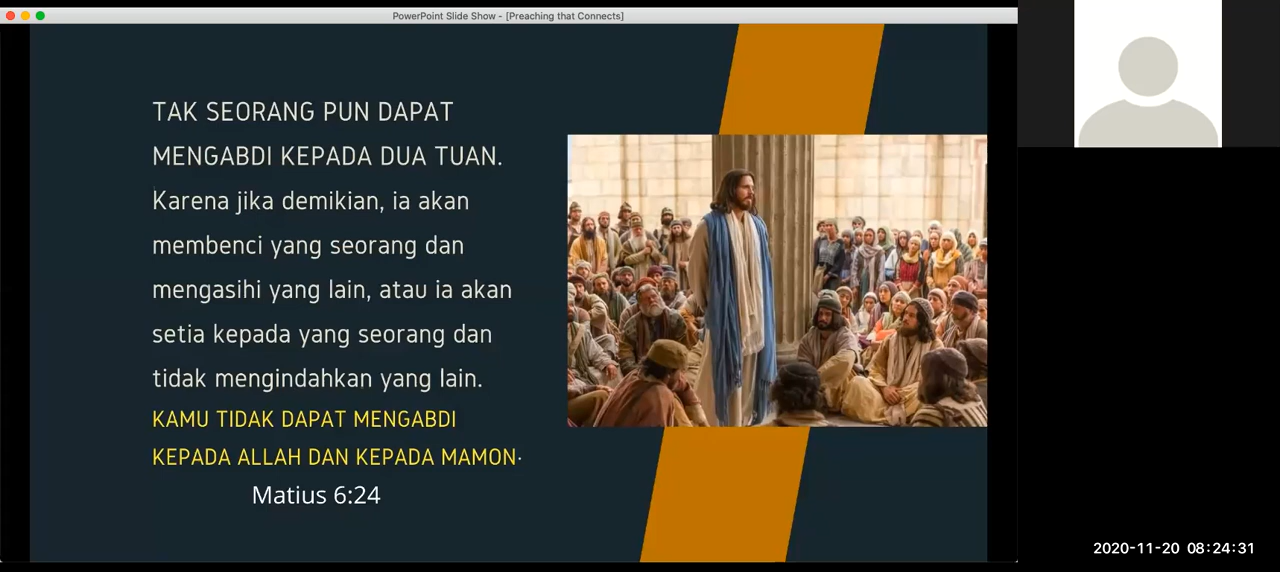 PowerPoint Slide Show - [Preaching that Connects]
TAK SEORANG PUN DAPAT
MENGABDI KEPADA DUA TUAN.
Karena jika demikian, ia akan
membenci yang seorang dan
mengasihi yang lain, atau ia akan
setia kepada yang seorang dan
tidak mengindahkan yang lain.
KAMU TIDAK DAPAT MENGABDI
KEPADA ALLAH DAN KEPADA MAMON.
Matius 6:24
2020-11-20 08:24:31